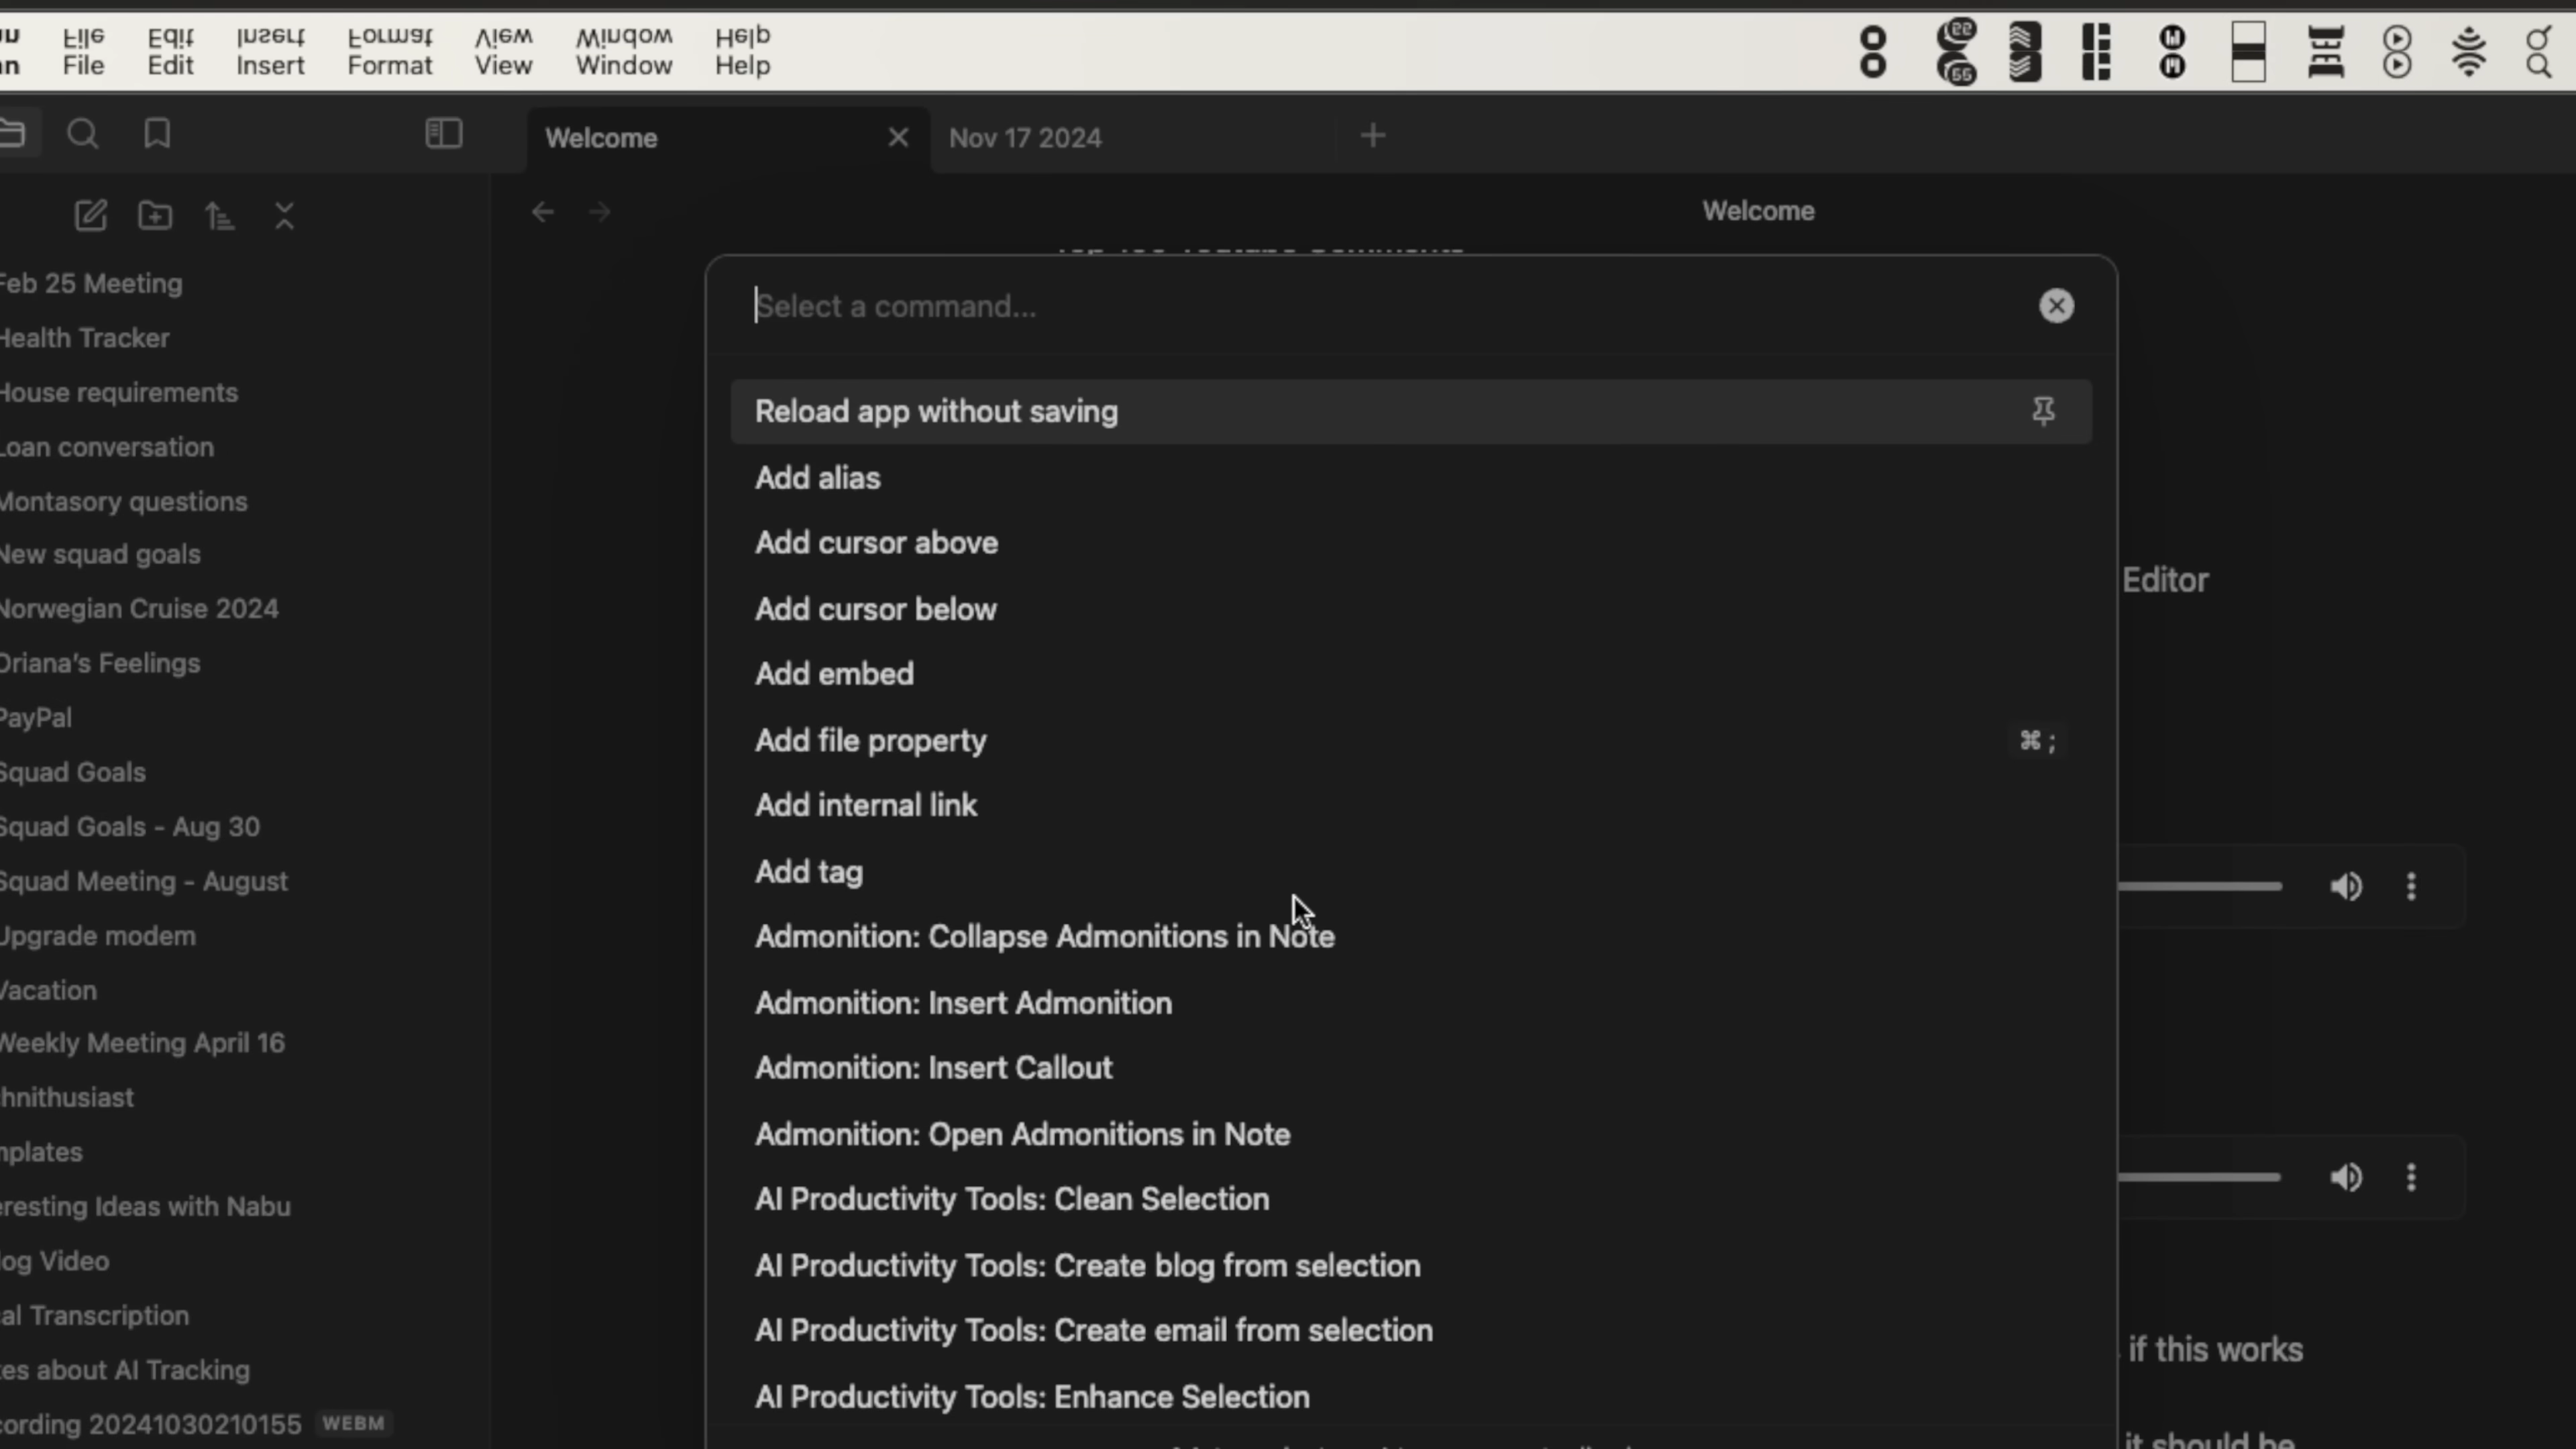 File Edit Insert Format View Window Help
Welcome
Nov 17 2024
Welcome
Feb 25 Meeting
Health Tracker
House requirements
Loan conversation
Montasory questions
New squad goals
Norwegian Cruise 2024
Oriana's Feelings
PayPal
Squad Goals
Squad Goals - Aug 30
Squad Meeting - August
Upgrade modem
Vacation
Weekly Meeting April 16
hnithusiast
nplates
eresting Ideas with Nabu
log Video
al Transcription
es about AI Tracking
cording 20241030210155 WEBM
Select a command...
Reload app without saving
Add alias
Add cursor above
Add cursor below
Add embed
Add file property ⌘ ;
Add internal link
Add tag
Admonition: Collapse Admonitions in Note
Admonition: Insert Admonition
Admonition: Insert Callout
Admonition: Open Admonitions in Note
AI Productivity Tools: Clean Selection
AI Productivity Tools: Create blog from selection
AI Productivity Tools: Create email from selection
AI Productivity Tools: Enhance Selection
Editor
if this works
it should be